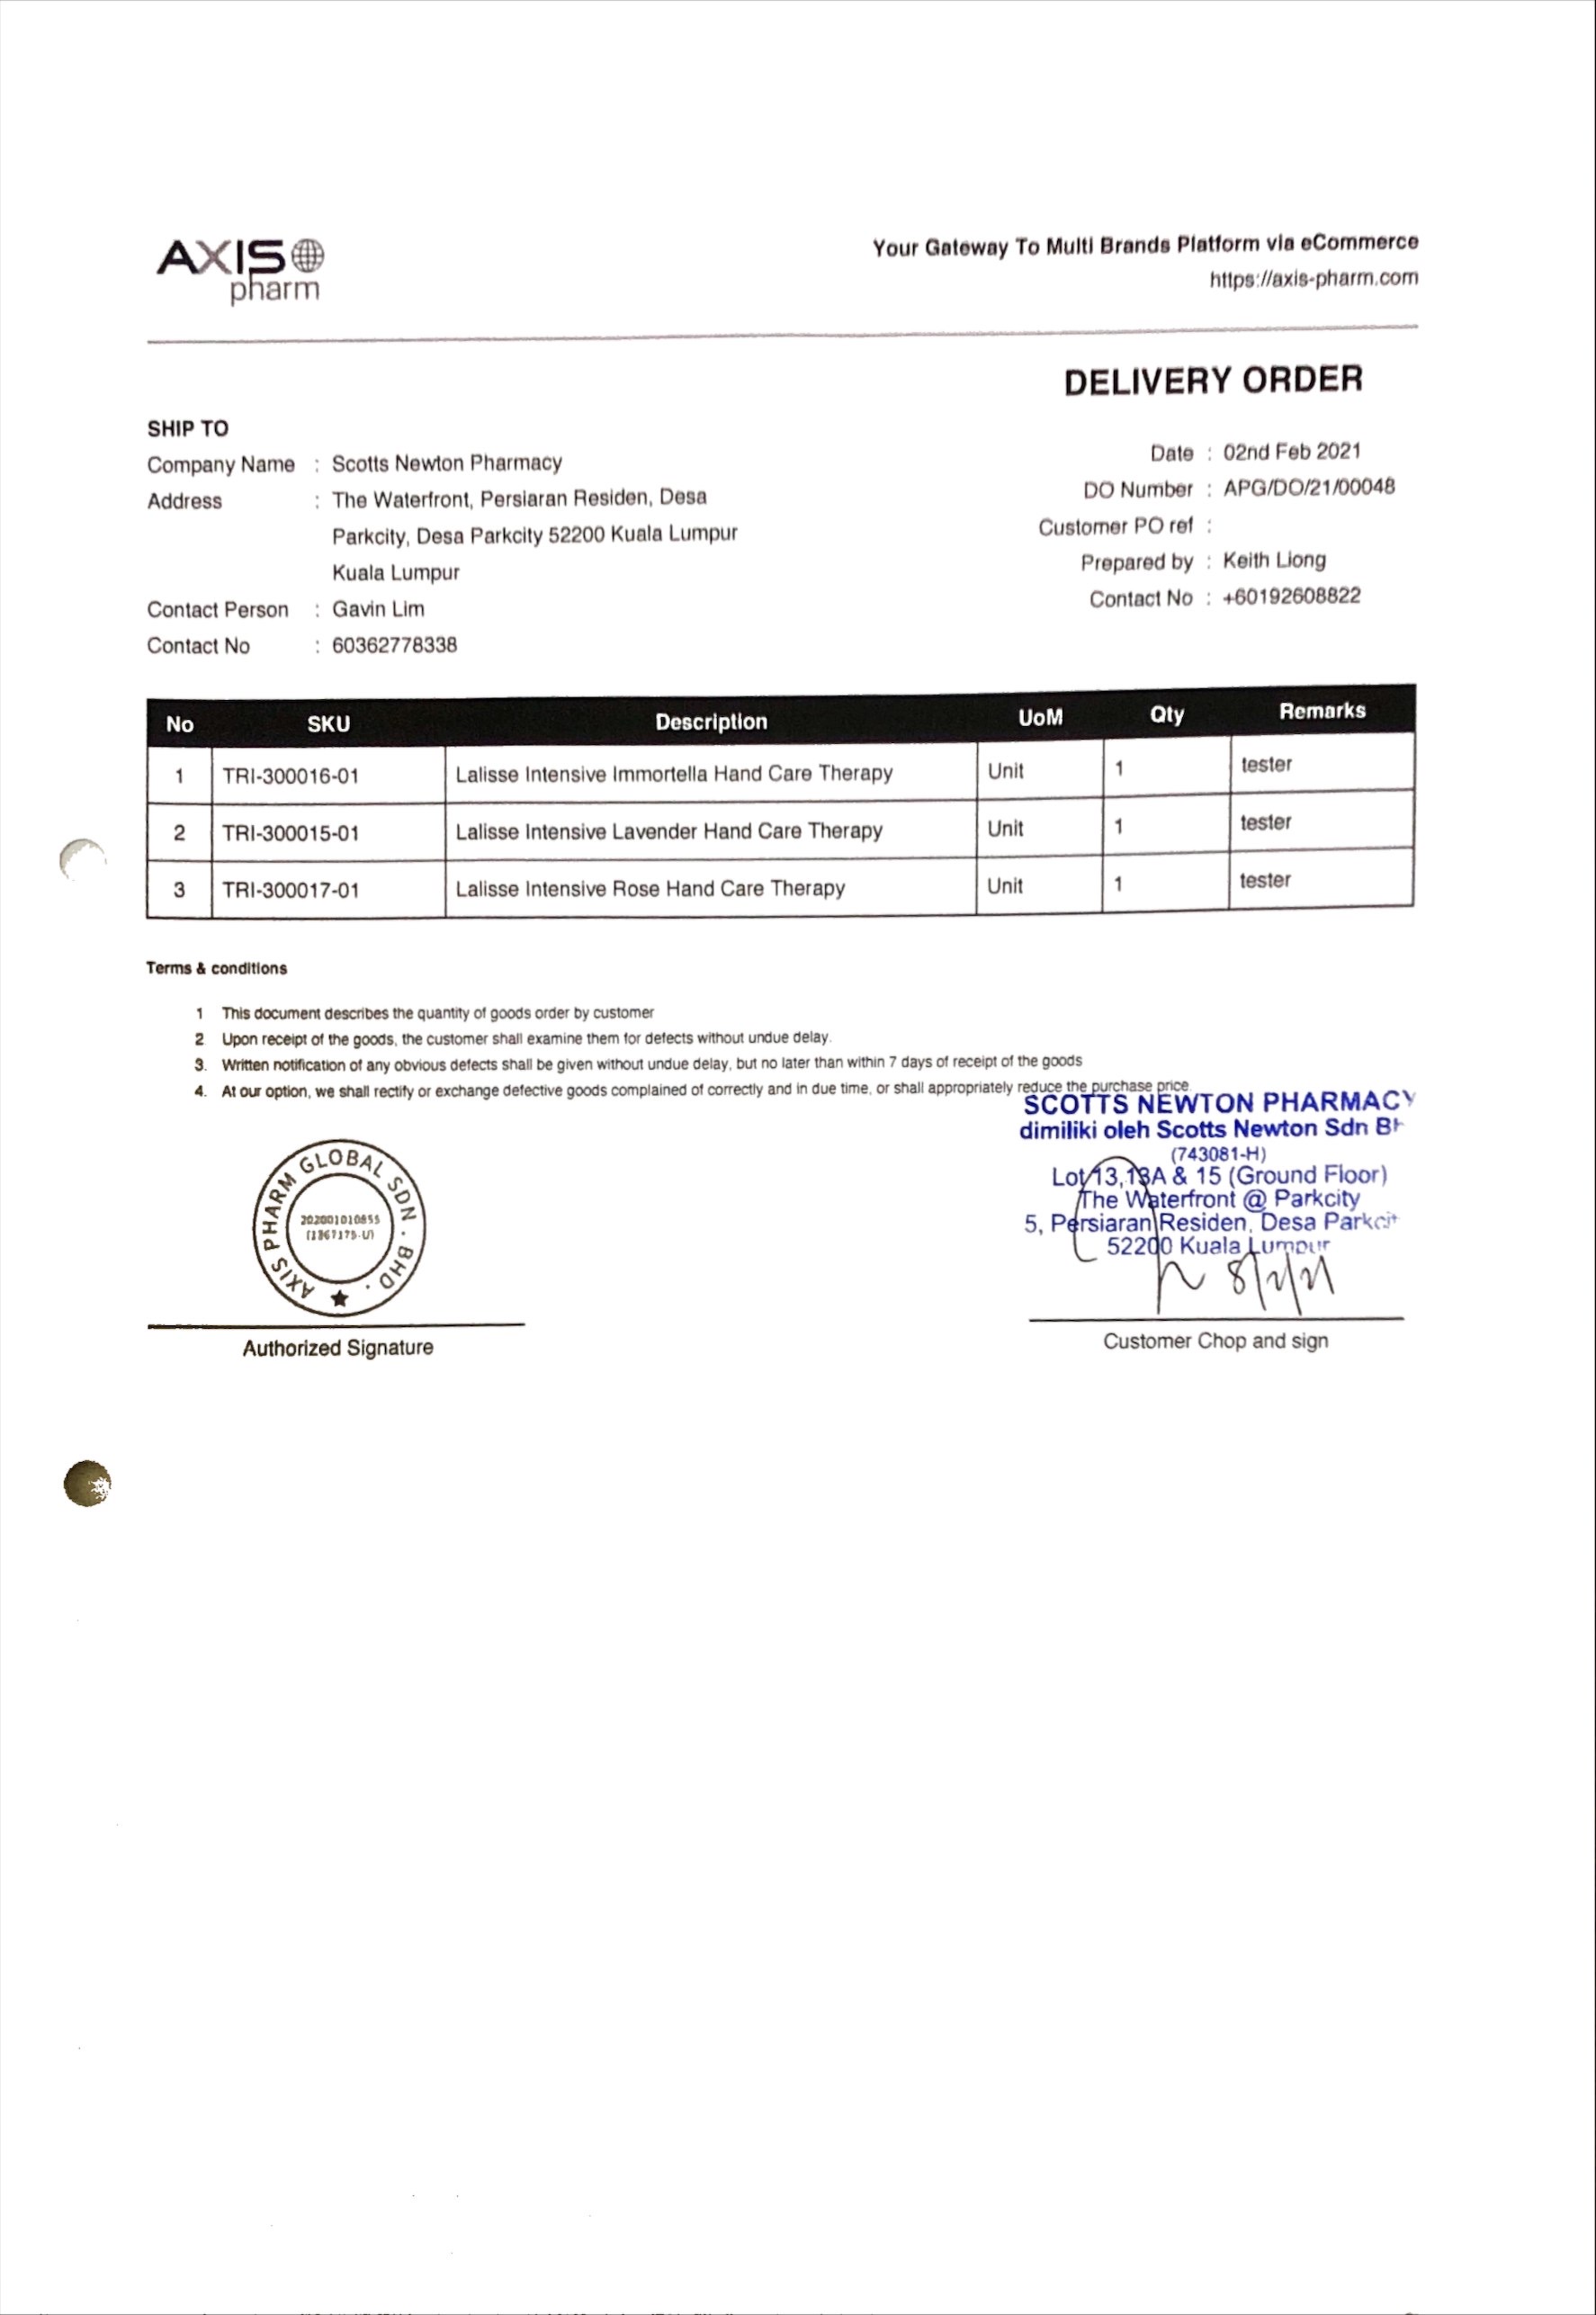 AXIS
pharm
Your Gateway To Multi Brands Platform via eCommerce
https://axis-pharm.com
DELIVERY ORDER
SHIP TO
Company Name : Scotts Newton Pharmacy
Address : The Waterfront, Persiaran Residen, Desa
Parkcity, Desa Parkcity 52200 Kuala Lumpur
Kuala Lumpur
Contact Person : Gavin Lim
Contact No : 60362778338
Date : 02nd Feb 2021
DO Number : APG/DO/21/00048
Customer PO ref :
Prepared by : Keith Liong
Contact No : +60192608822
No SKU Description UoM Qty Remarks
1 TRI-300016-01 Lalisse Intensive Immortella Hand Care Therapy Unit 1 tester
2 TRI-300015-01 Lalisse Intensive Lavender Hand Care Therapy Unit 1 tester
3 TRI-300017-01 Lalisse Intensive Rose Hand Care Therapy Unit 1 tester
Terms & conditions
1 This document describes the quantity of goods order by customer
2 Upon receipt of the goods, the customer shall examine them for defects without undue delay.
3. Written notification of any obvious defects shall be given without undue delay, but no later than within 7 days of receipt of the goods
4. At our option, we shall rectify or exchange defective goods complained of correctly and in due time, or shall appropriately reduce the purchase price.
AXIS PHARM GLOBAL SDN. BHD.
202001010855
(1367175-U)
Authorized Signature
SCOTTS NEWTON PHARMACY
dimiliki oleh Scotts Newton Sdn Bh
(743081-H)
Lot 13,13A & 15 (Ground Floor)
The Waterfront @ Parkcity
5, Persiaran Residen, Desa Parkcit
52200 Kuala Lumpur
8/2/21
Customer Chop and sign